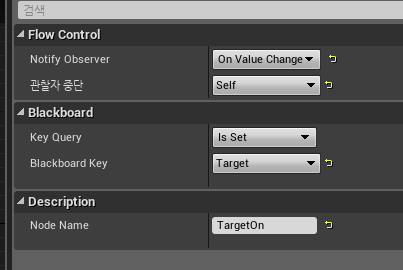 검색
Flow Control
Notify Observer On Value Change
관찰자 중단 Self
Blackboard
Key Query Is Set
Blackboard Key Target
Description
Node Name TargetOn